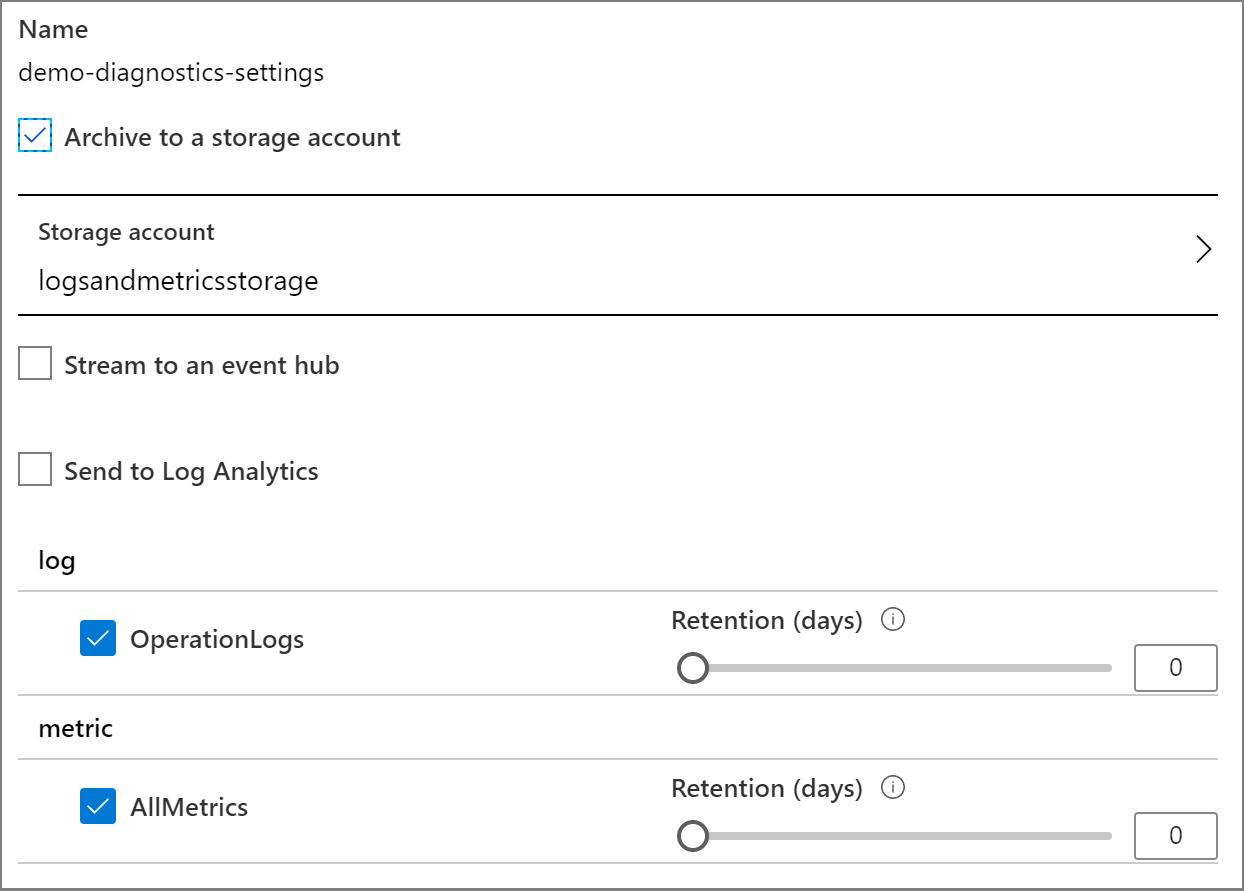 Name
demo-diagnostics-settings
Archive to a storage account
Storage account
logsandmetricsstorage
Stream to an event hub
Send to Log Analytics
log
OperationLogs
Retention (days)
0
metric
AllMetrics
Retention (days)
0